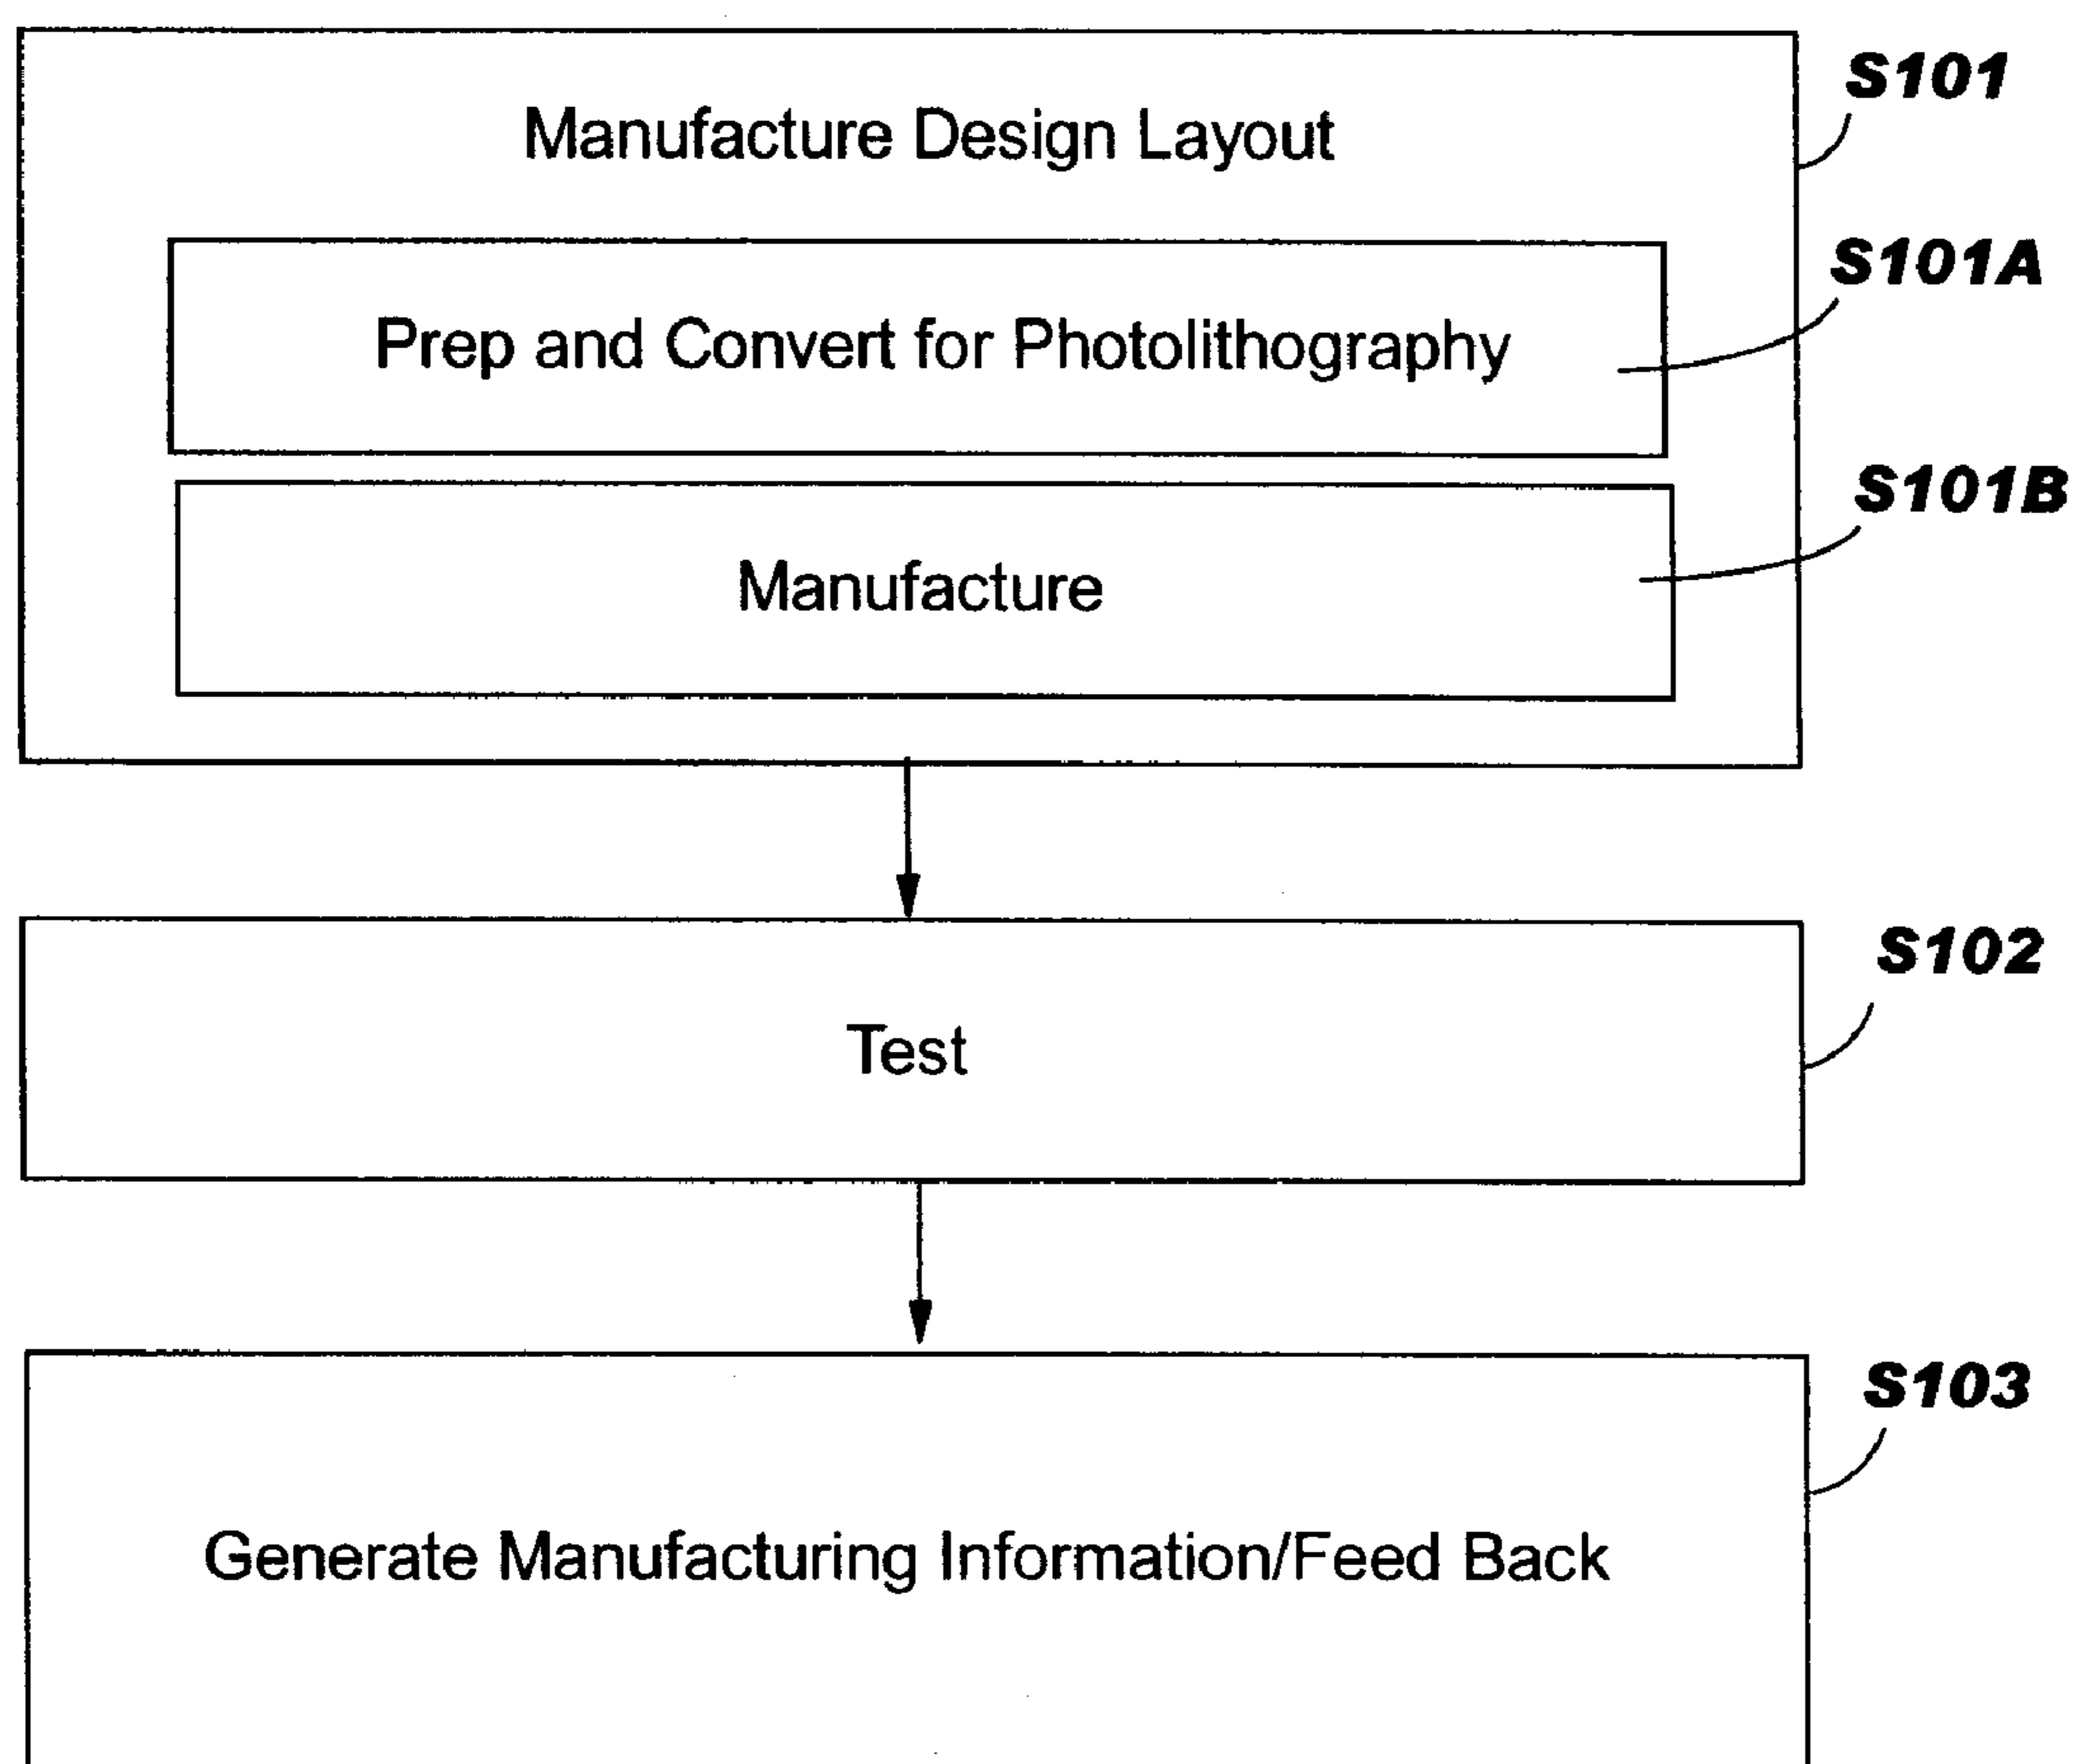 Manufacture Design Layout
S101
Prep and Convert for Photolithography
S101A
Manufacture
S101B
Test
S102
Generate Manufacturing Information/Feed Back
S103